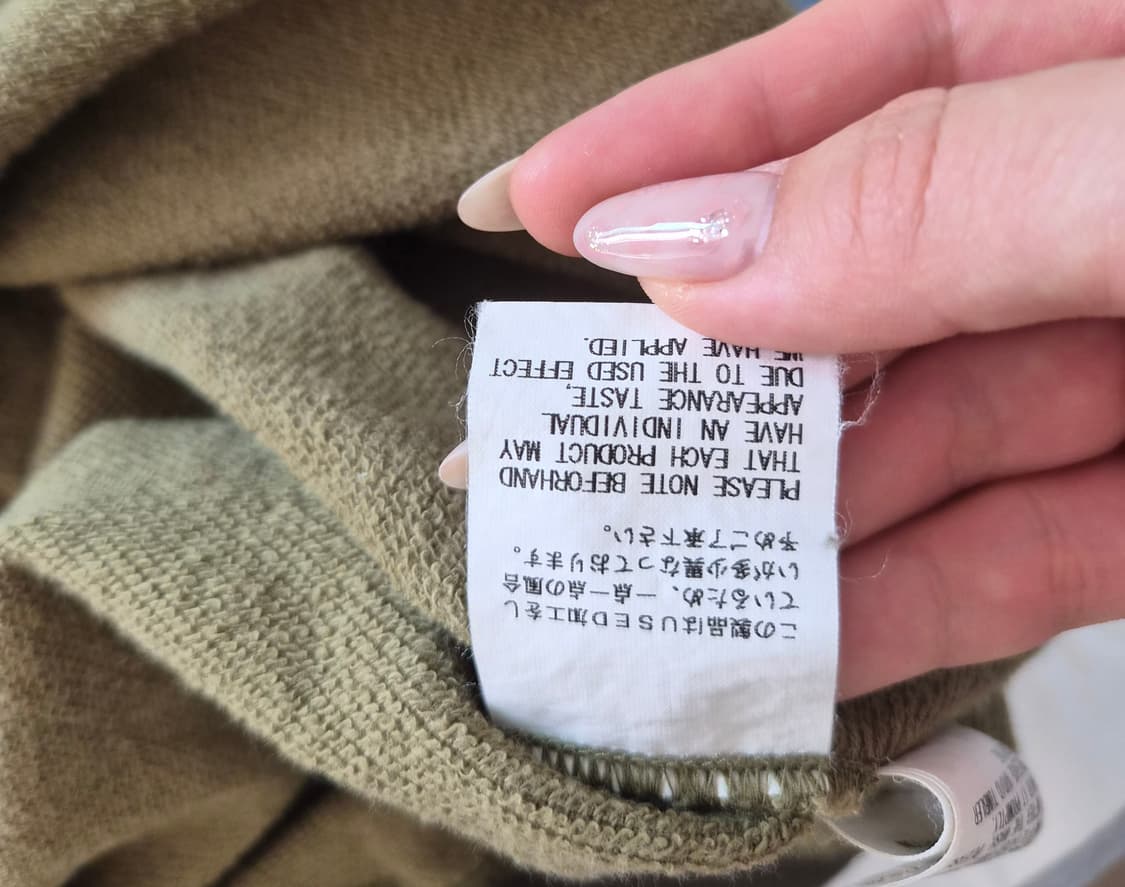 この製品はUSED加工をし
ているため、一点一点の風合
いが多少異なっております。
予めご了承下さい。
PLEASE NOTE BEFORHAND
THAT EACH PRODUCT MAY
HAVE AN INDIVIDUAL
APPEARANCE TASTE,
DUE TO THE USED EFFECT
WE HAVE APPLIED.